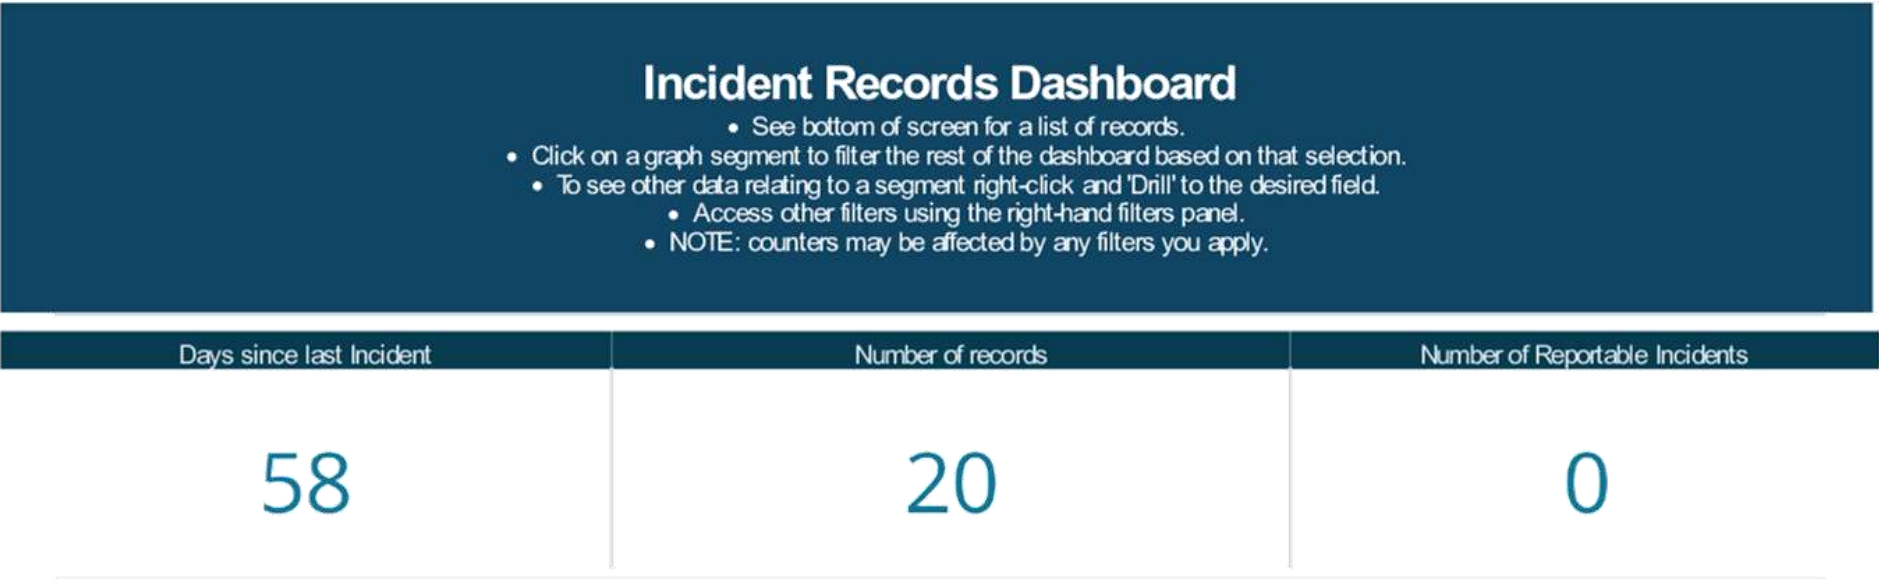 Incident Records Dashboard
• See bottom of screen for a list of records.
• Click on a graph segment to filter the rest of the dashboard based on that selection.
• To see other data relating to a segment right-click and 'Drill' to the desired field.
• Access other filters using the right-hand filters panel.
• NOTE: counters may be affected by any filters you apply.
Days since last Incident
Number of records
Number of Reportable Incidents
58
20
0